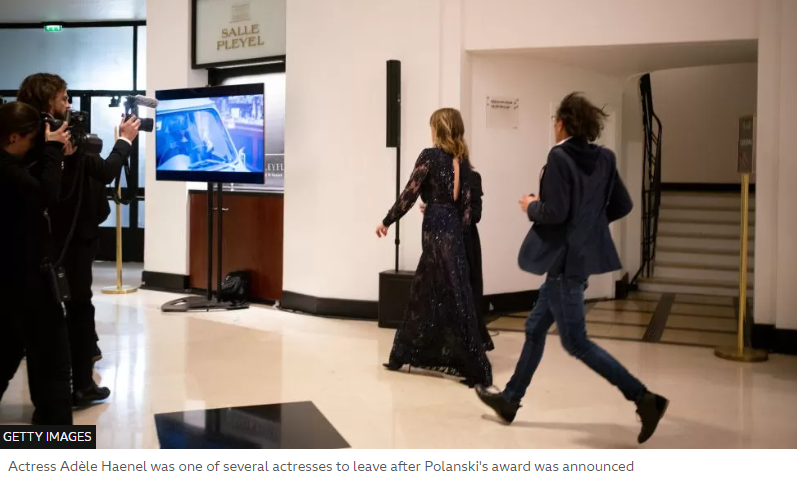 SALLE
PLEYEL
GETTY IMAGES
Actress Adèle Haenel was one of several actresses to leave after Polanski's award was announced